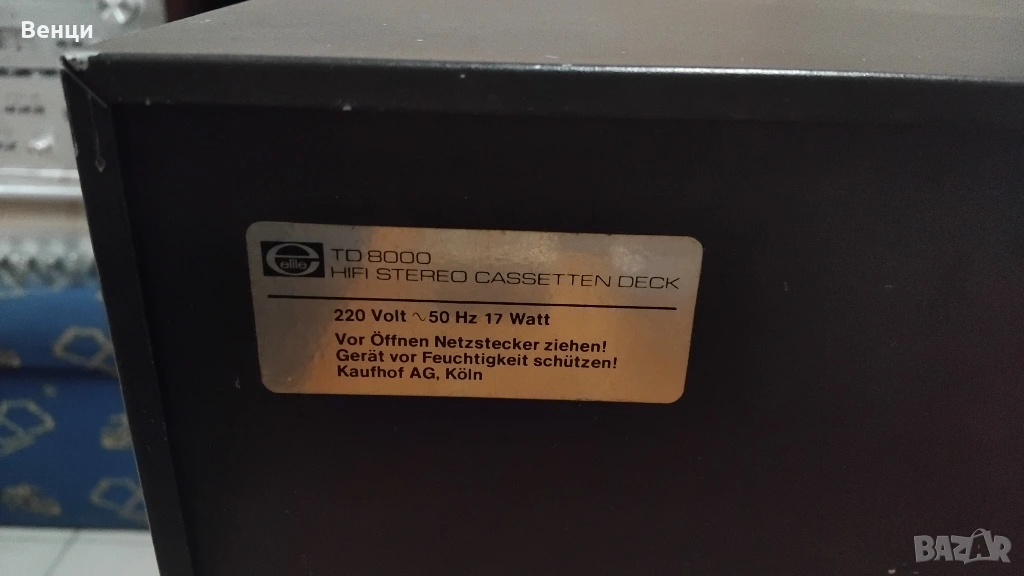 Венци
elite
TD 8000
HIFI STEREO CASSETTEN DECK
220 Volt ~ 50 Hz 17 Watt
Vor Öffnen Netzstecker ziehen!
Gerät vor Feuchtigkeit schützen!
Kaufhof AG, Köln
BAZAR